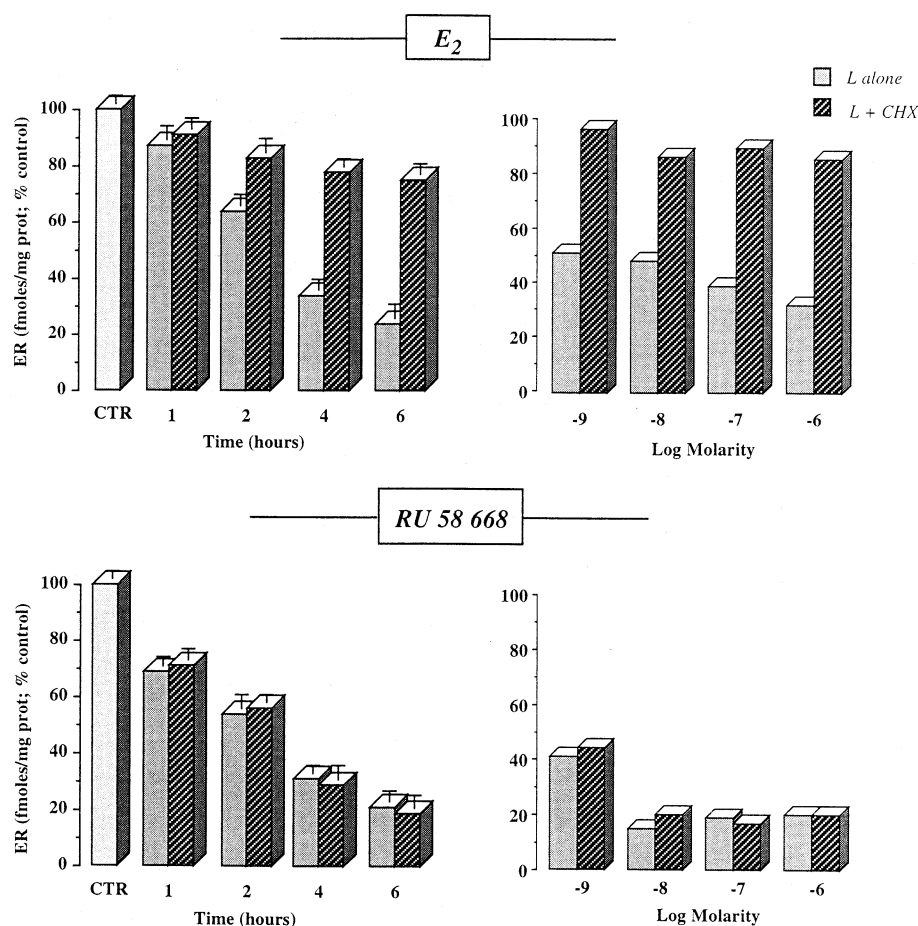 E2
L alone
L + CHX
ER (fmoles/mg prot; % control)
100
80
60
40
20
0
CTR 1 2 4 6
Time (hours)
100
80
60
40
20
0
-9 -8 -7 -6
Log Molarity
RU 58 668
ER (fmoles/mg prot; % control)
100
80
60
40
20
0
CTR 1 2 4 6
Time (hours)
100
80
60
40
20
0
-9 -8 -7 -6
Log Molarity